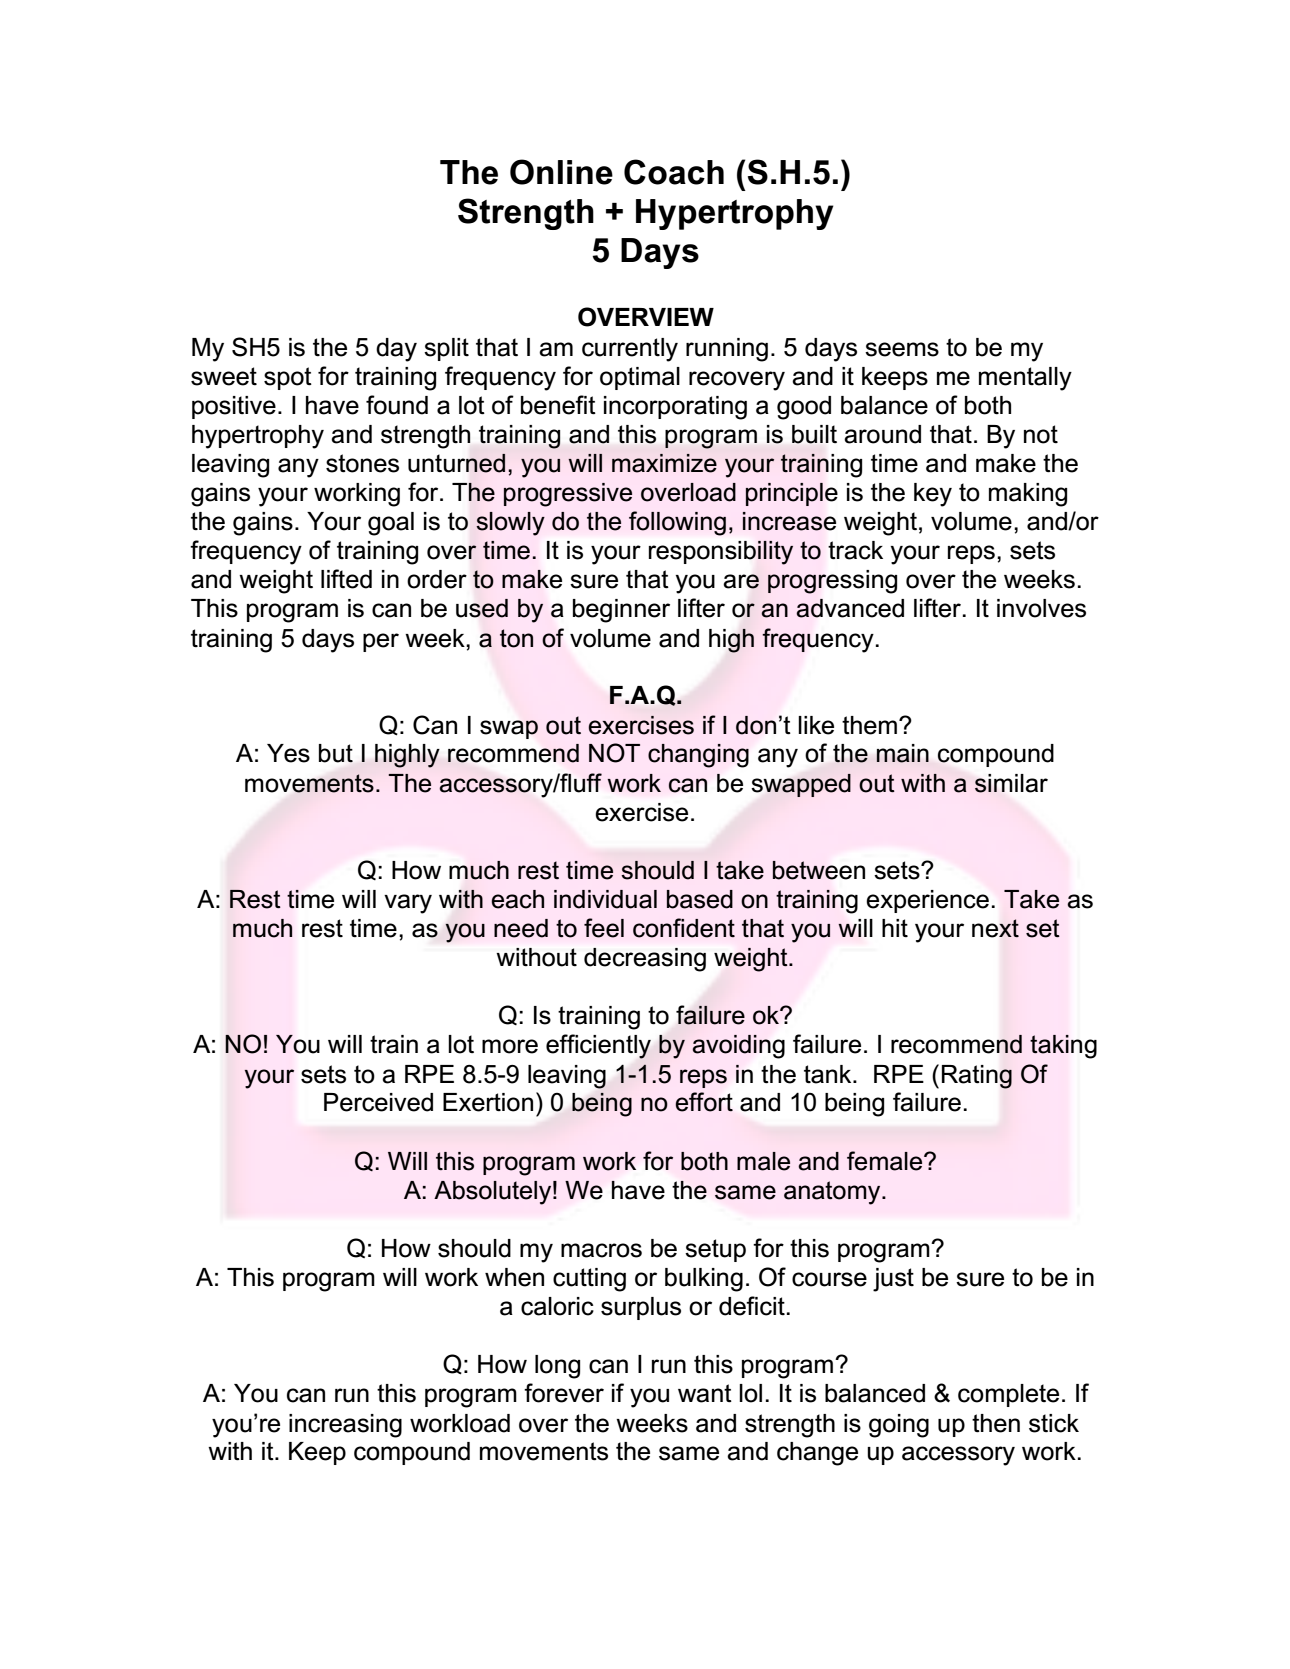 The Online Coach (S.H.5.)
Strength + Hypertrophy
5 Days
OVERVIEW
My SH5 is the 5 day split that I am currently running. 5 days seems to be my
sweet spot for training frequency for optimal recovery and it keeps me mentally
positive. I have found a lot of benefit incorporating a good balance of both
hypertrophy and strength training and this program is built around that. By not
leaving any stones unturned, you will maximize your training time and make the
gains your working for. The progressive overload principle is the key to making
the gains. Your goal is to slowly do the following, increase weight, volume, and/or
frequency of training over time. It is your responsibility to track your reps, sets
and weight lifted in order to make sure that you are progressing over the weeks.
This program is can be used by a beginner lifter or an advanced lifter. It involves
training 5 days per week, a ton of volume and high frequency.
F.A.Q.
Q: Can I swap out exercises if I don’t like them?
A: Yes but I highly recommend NOT changing any of the main compound
movements. The accessory/fluff work can be swapped out with a similar
exercise.
Q: How much rest time should I take between sets?
A: Rest time will vary with each individual based on training experience. Take as
much rest time, as you need to feel confident that you will hit your next set
without decreasing weight.
Q: Is training to failure ok?
A: NO! You will train a lot more efficiently by avoiding failure. I recommend taking
your sets to a RPE 8.5-9 leaving 1-1.5 reps in the tank.  RPE (Rating Of
Perceived Exertion) 0 being no effort and 10 being failure.
Q: Will this program work for both male and female?
A: Absolutely! We have the same anatomy.
Q: How should my macros be setup for this program?
A: This program will work when cutting or bulking. Of course just be sure to be in
a caloric surplus or deficit.
Q: How long can I run this program?
A: You can run this program forever if you want lol. It is balanced & complete. If
you’re increasing workload over the weeks and strength is going up then stick
with it. Keep compound movements the same and change up accessory work.